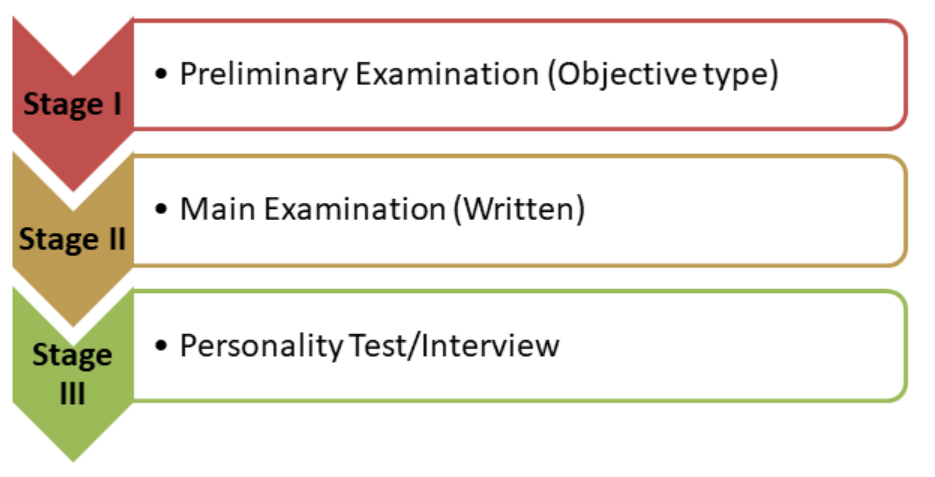 Stage I
• Preliminary Examination (Objective type)
Stage II
• Main Examination (Written)
Stage
III
• Personality Test/Interview